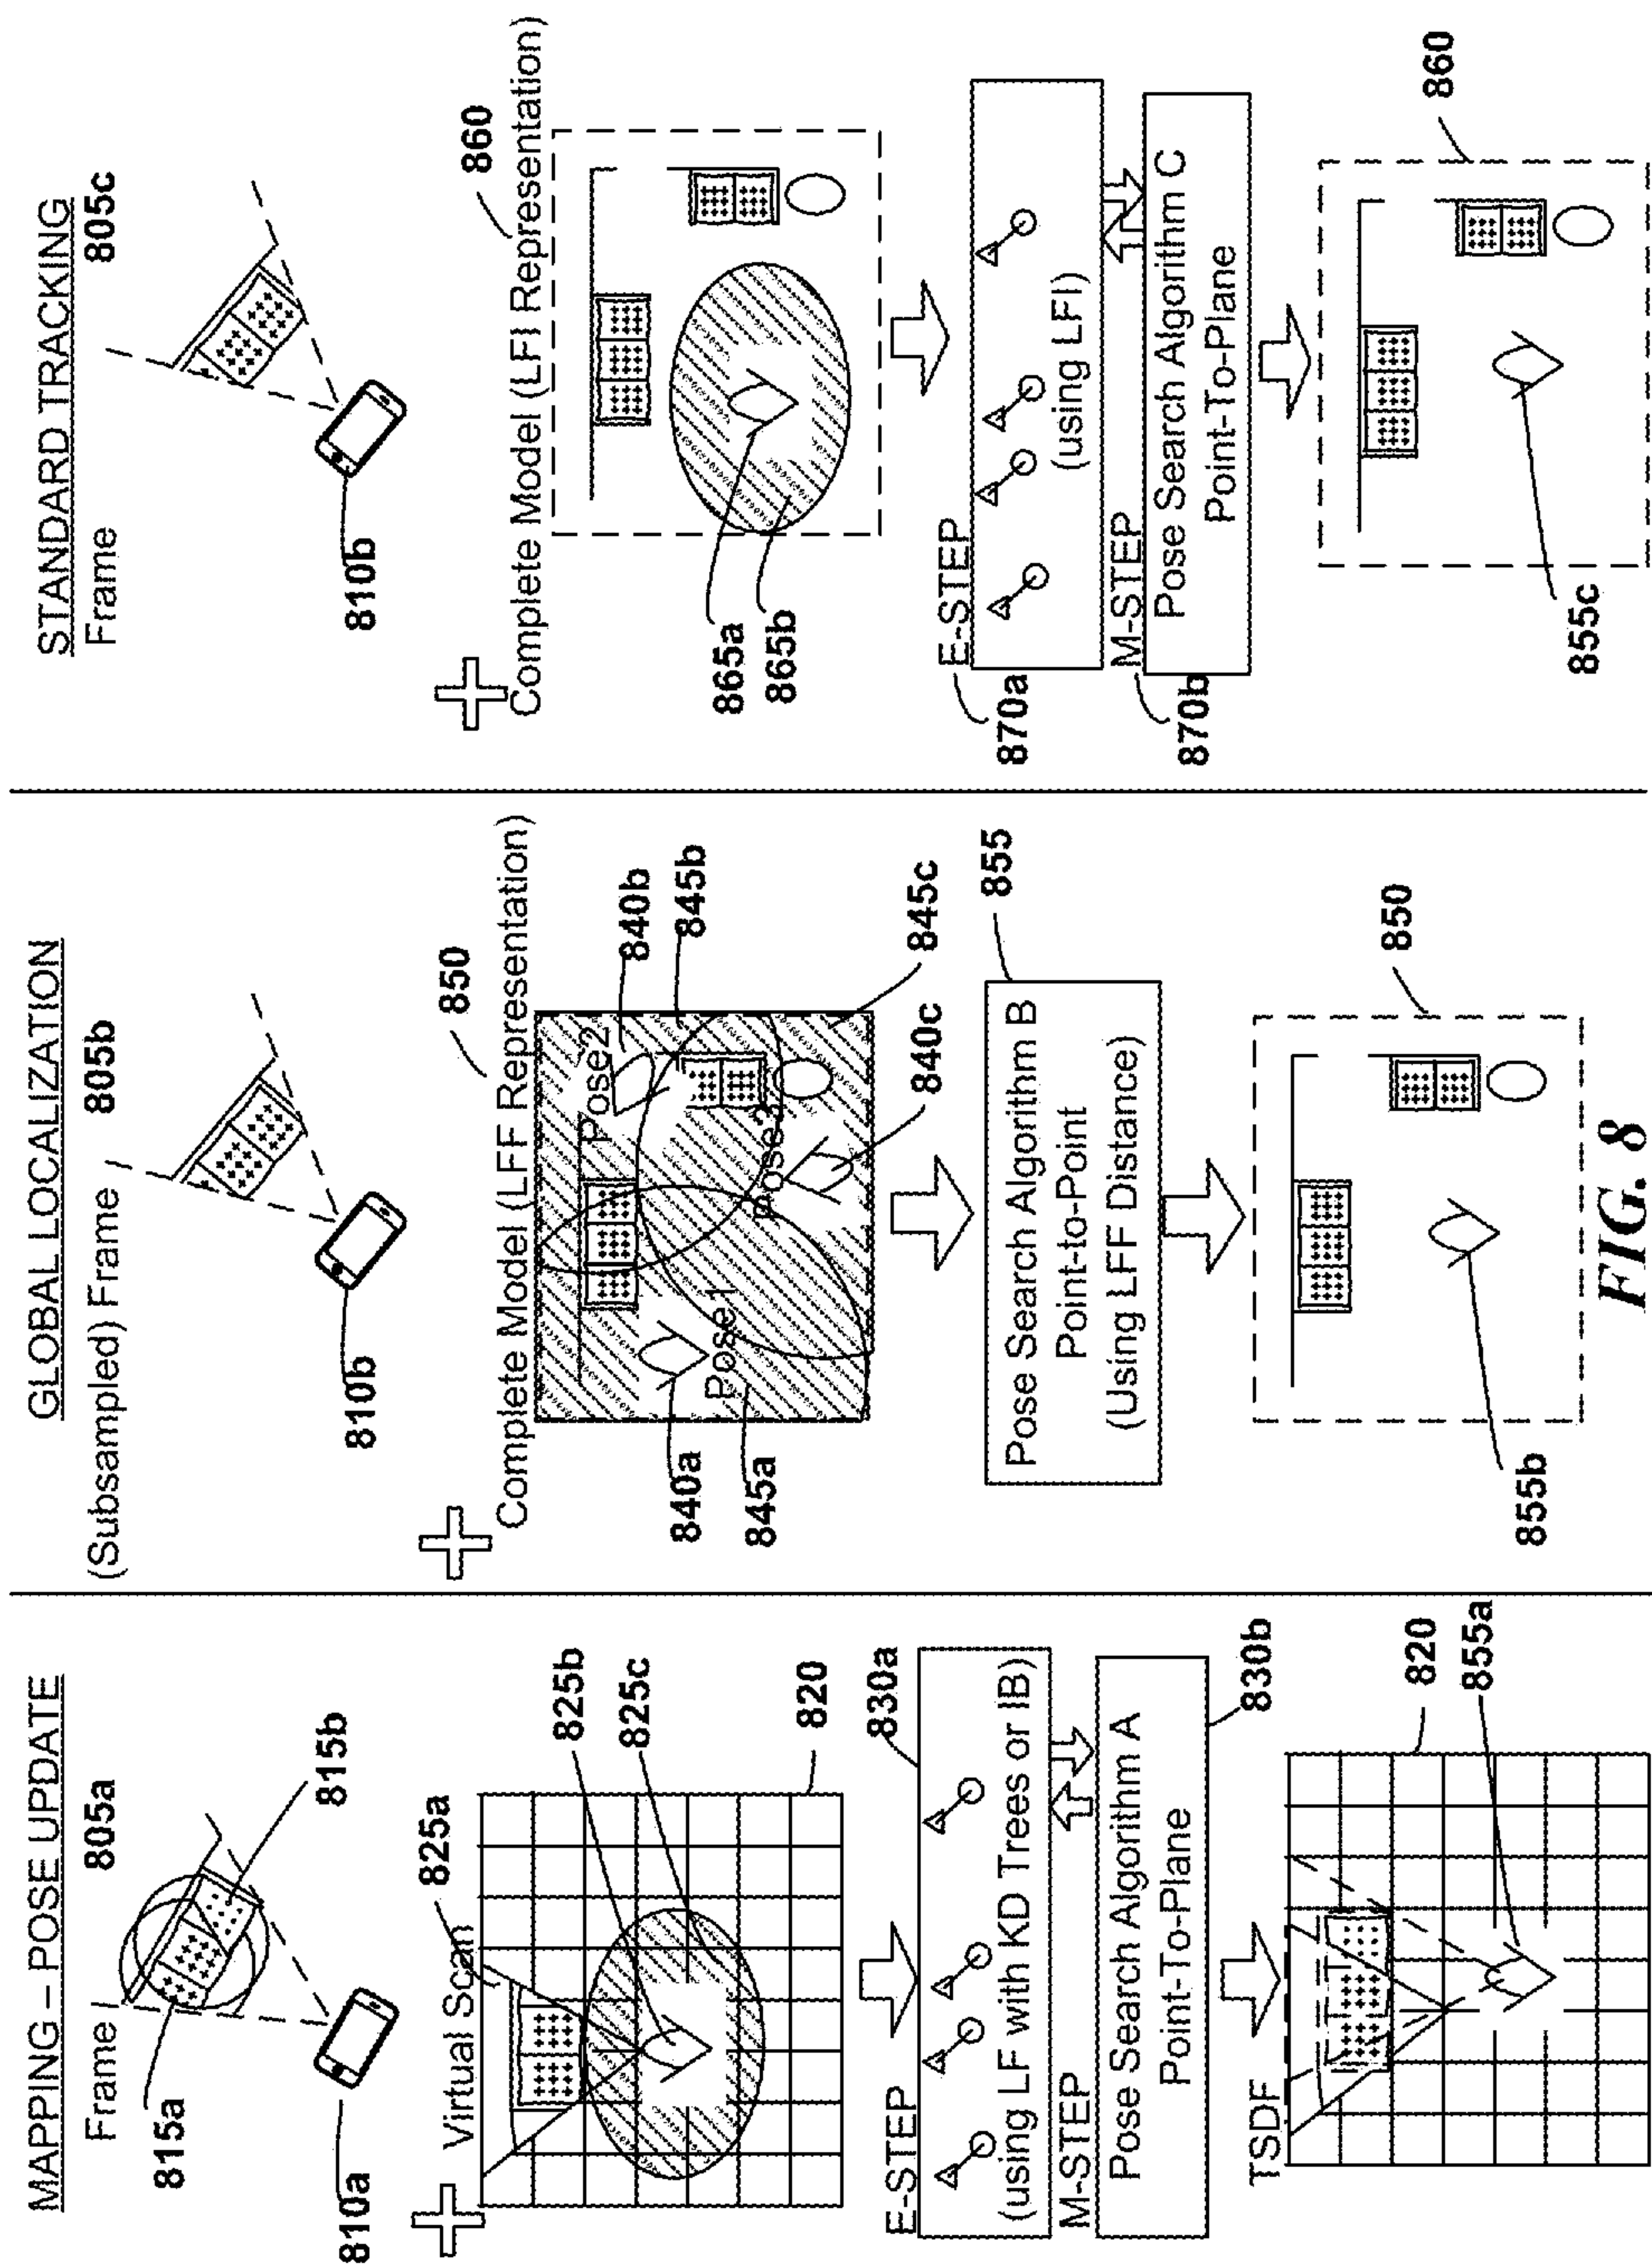 MAPPING – POSE UPDATE
Frame
805a
815a
815b
810a
Virtual Scan
825a
825b
825c
820
E-STEP
830a
(using LF with KD Trees or IB)
M-STEP
830b
Pose Search Algorithm A
Point-To-Plane
TSDF
820
855a
GLOBAL LOCALIZATION
(Subsampled) Frame
805b
810b
850
Complete Model (LFF Representation)
Pose2
840b
845b
Pose1
Pose3
840a
845a
845c
840c
855
Pose Search Algorithm B
Point-to-Point
(Using LFF Distance)
850
855b
STANDARD TRACKING
Frame
805c
810b
860
Complete Model (LFI Representation)
865a
865b
E-STEP
870a
(using LFI)
M-STEP
870b
Pose Search Algorithm C
Point-To-Plane
860
855c
FIG. 8